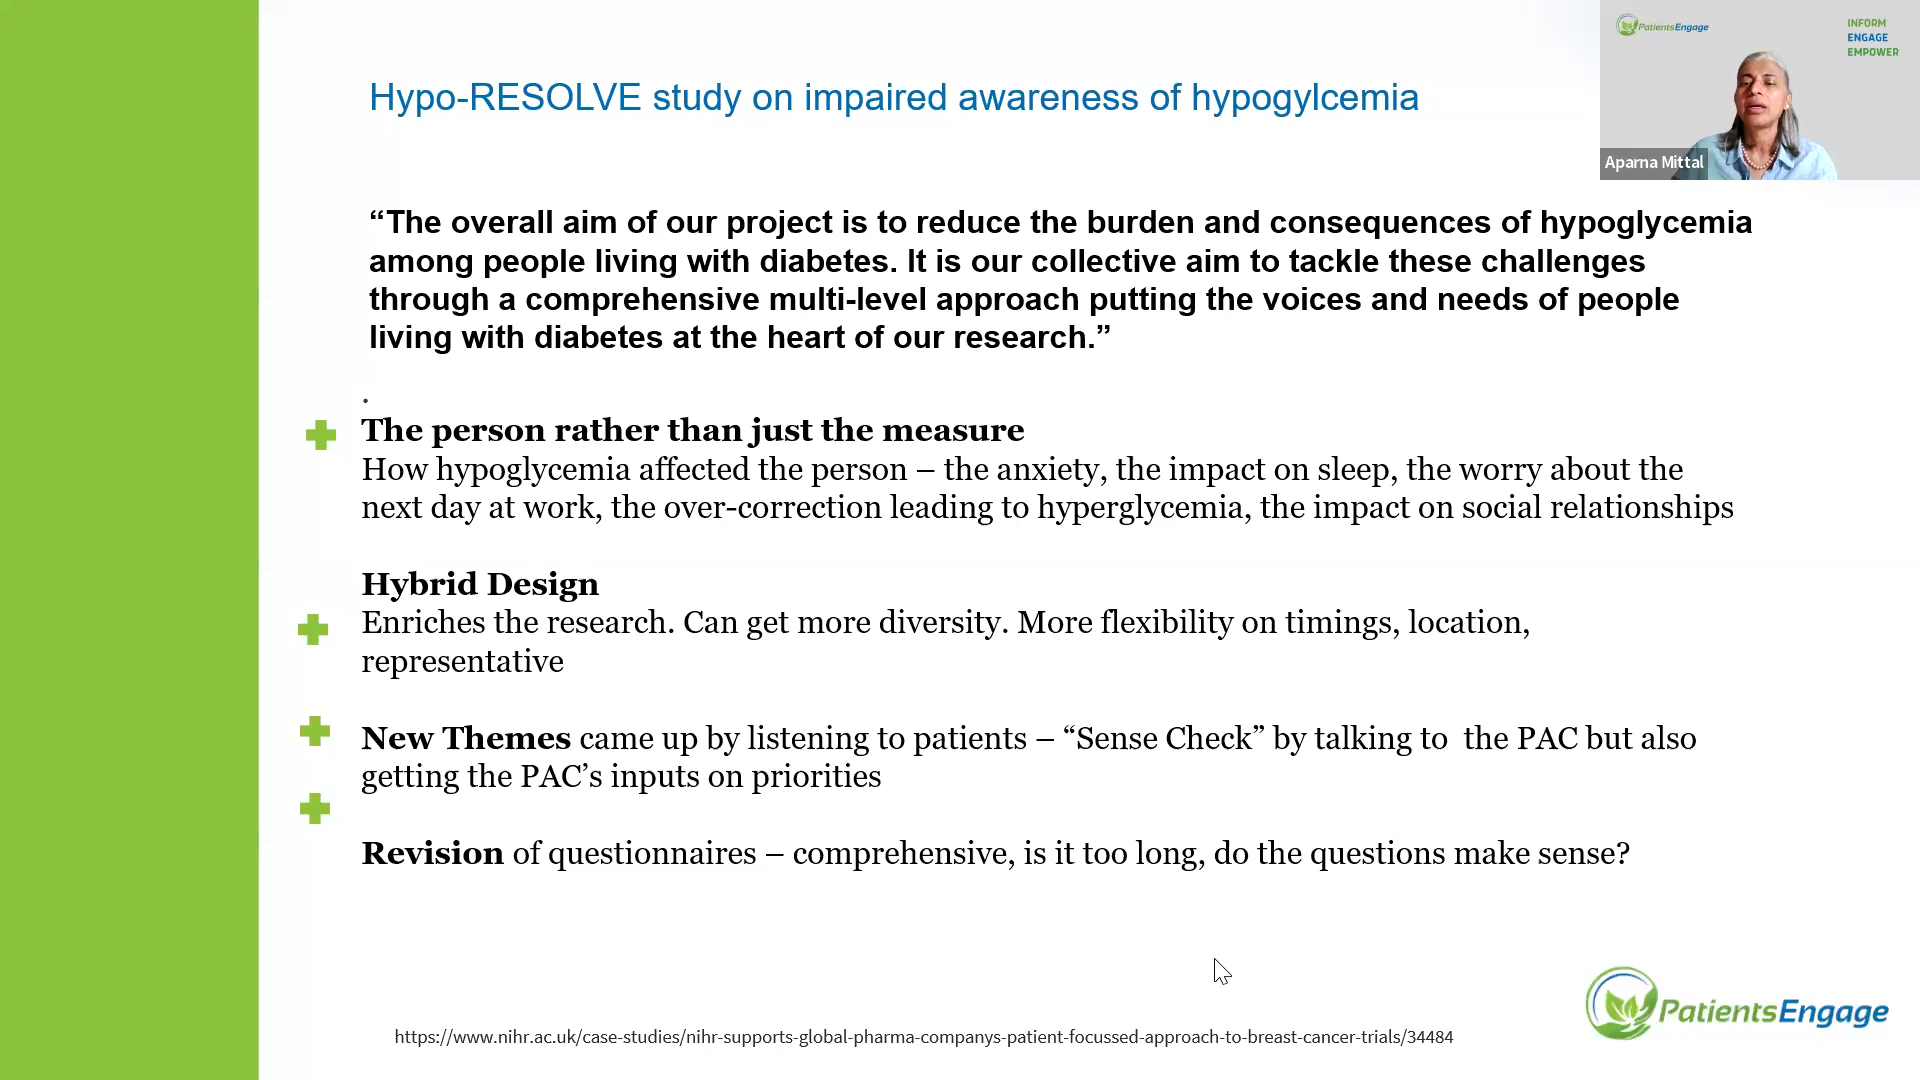 PatientsEngage
INFORM
ENGAGE
EMPOWER
Aparna Mittal
Hypo-RESOLVE study on impaired awareness of hypogylcemia
“The overall aim of our project is to reduce the burden and consequences of hypoglycemia
among people living with diabetes. It is our collective aim to tackle these challenges
through a comprehensive multi-level approach putting the voices and needs of people
living with diabetes at the heart of our research.”
.
The person rather than just the measure
How hypoglycemia affected the person – the anxiety, the impact on sleep, the worry about the
next day at work, the over-correction leading to hyperglycemia, the impact on social relationships
Hybrid Design
Enriches the research. Can get more diversity. More flexibility on timings, location,
representative
New Themes came up by listening to patients – “Sense Check” by talking to  the PAC but also
getting the PAC’s inputs on priorities
Revision of questionnaires – comprehensive, is it too long, do the questions make sense?
https://www.nihr.ac.uk/case-studies/nihr-supports-global-pharma-companys-patient-focussed-approach-to-breast-cancer-trials/34484
PatientsEngage